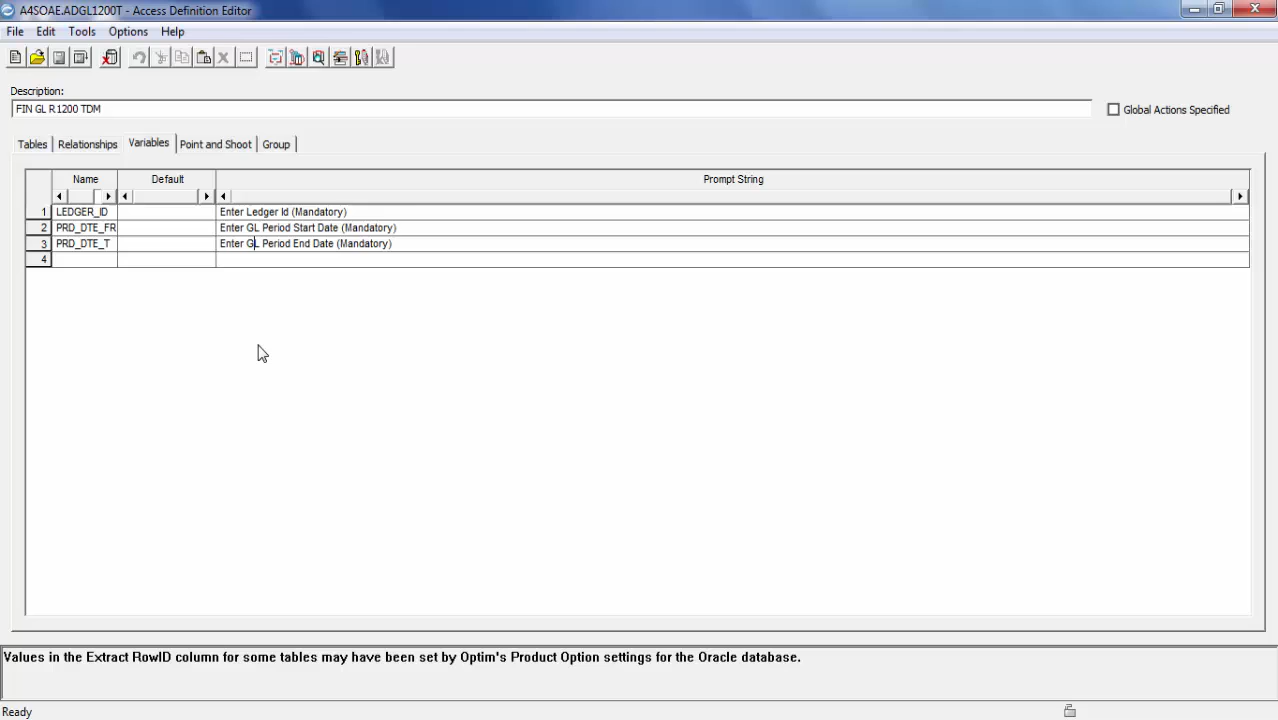 A4SOAE.ADGL1200T - Access Definition Editor
File Edit Tools Options Help
Description:
FIN GL R1200 TDM
Global Actions Specified
Tables Relationships Variables Point and Shoot Group
Name Default Prompt String
1 LEDGER_ID Enter Ledger Id (Mandatory)
2 PRD_DTE_FR Enter GL Period Start Date (Mandatory)
3 PRD_DTE_T Enter GL Period End Date (Mandatory)
4
Values in the Extract RowID column for some tables may have been set by Optim's Product Option settings for the Oracle database.
Ready